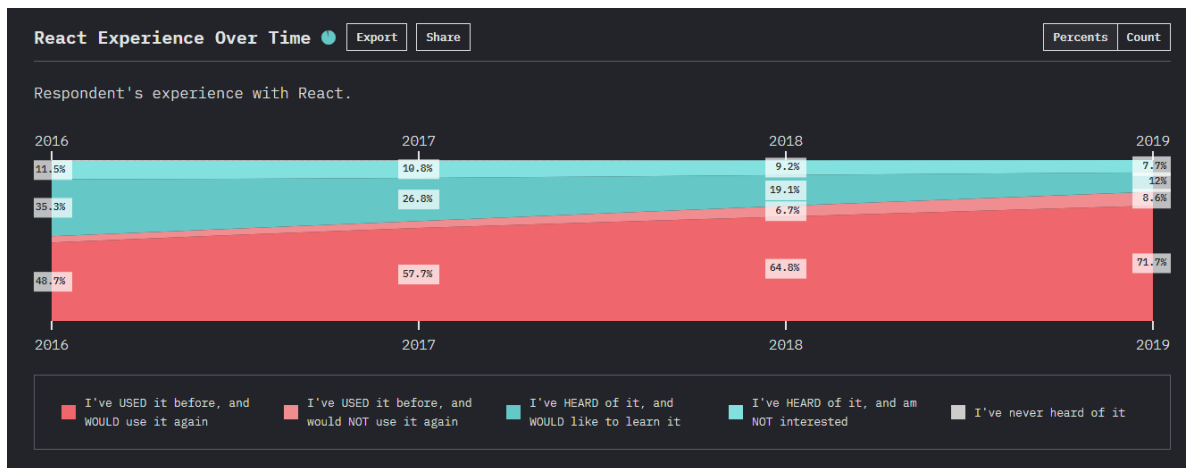 React Experience Over Time Export Share Percents Count
Respondent's experience with React.
2016 2017 2018 2019
11.5% 10.8% 9.2% 7.7%
35.3% 26.8% 19.1% 12%
6.7% 8.6%
48.7% 57.7% 64.8% 71.7%
2016 2017 2018 2019
I've USED it before, and
WOULD use it again
I've USED it before, and
would NOT use it again
I've HEARD of it, and
WOULD like to learn it
I've HEARD of it, and am
NOT interested
I've never heard of it